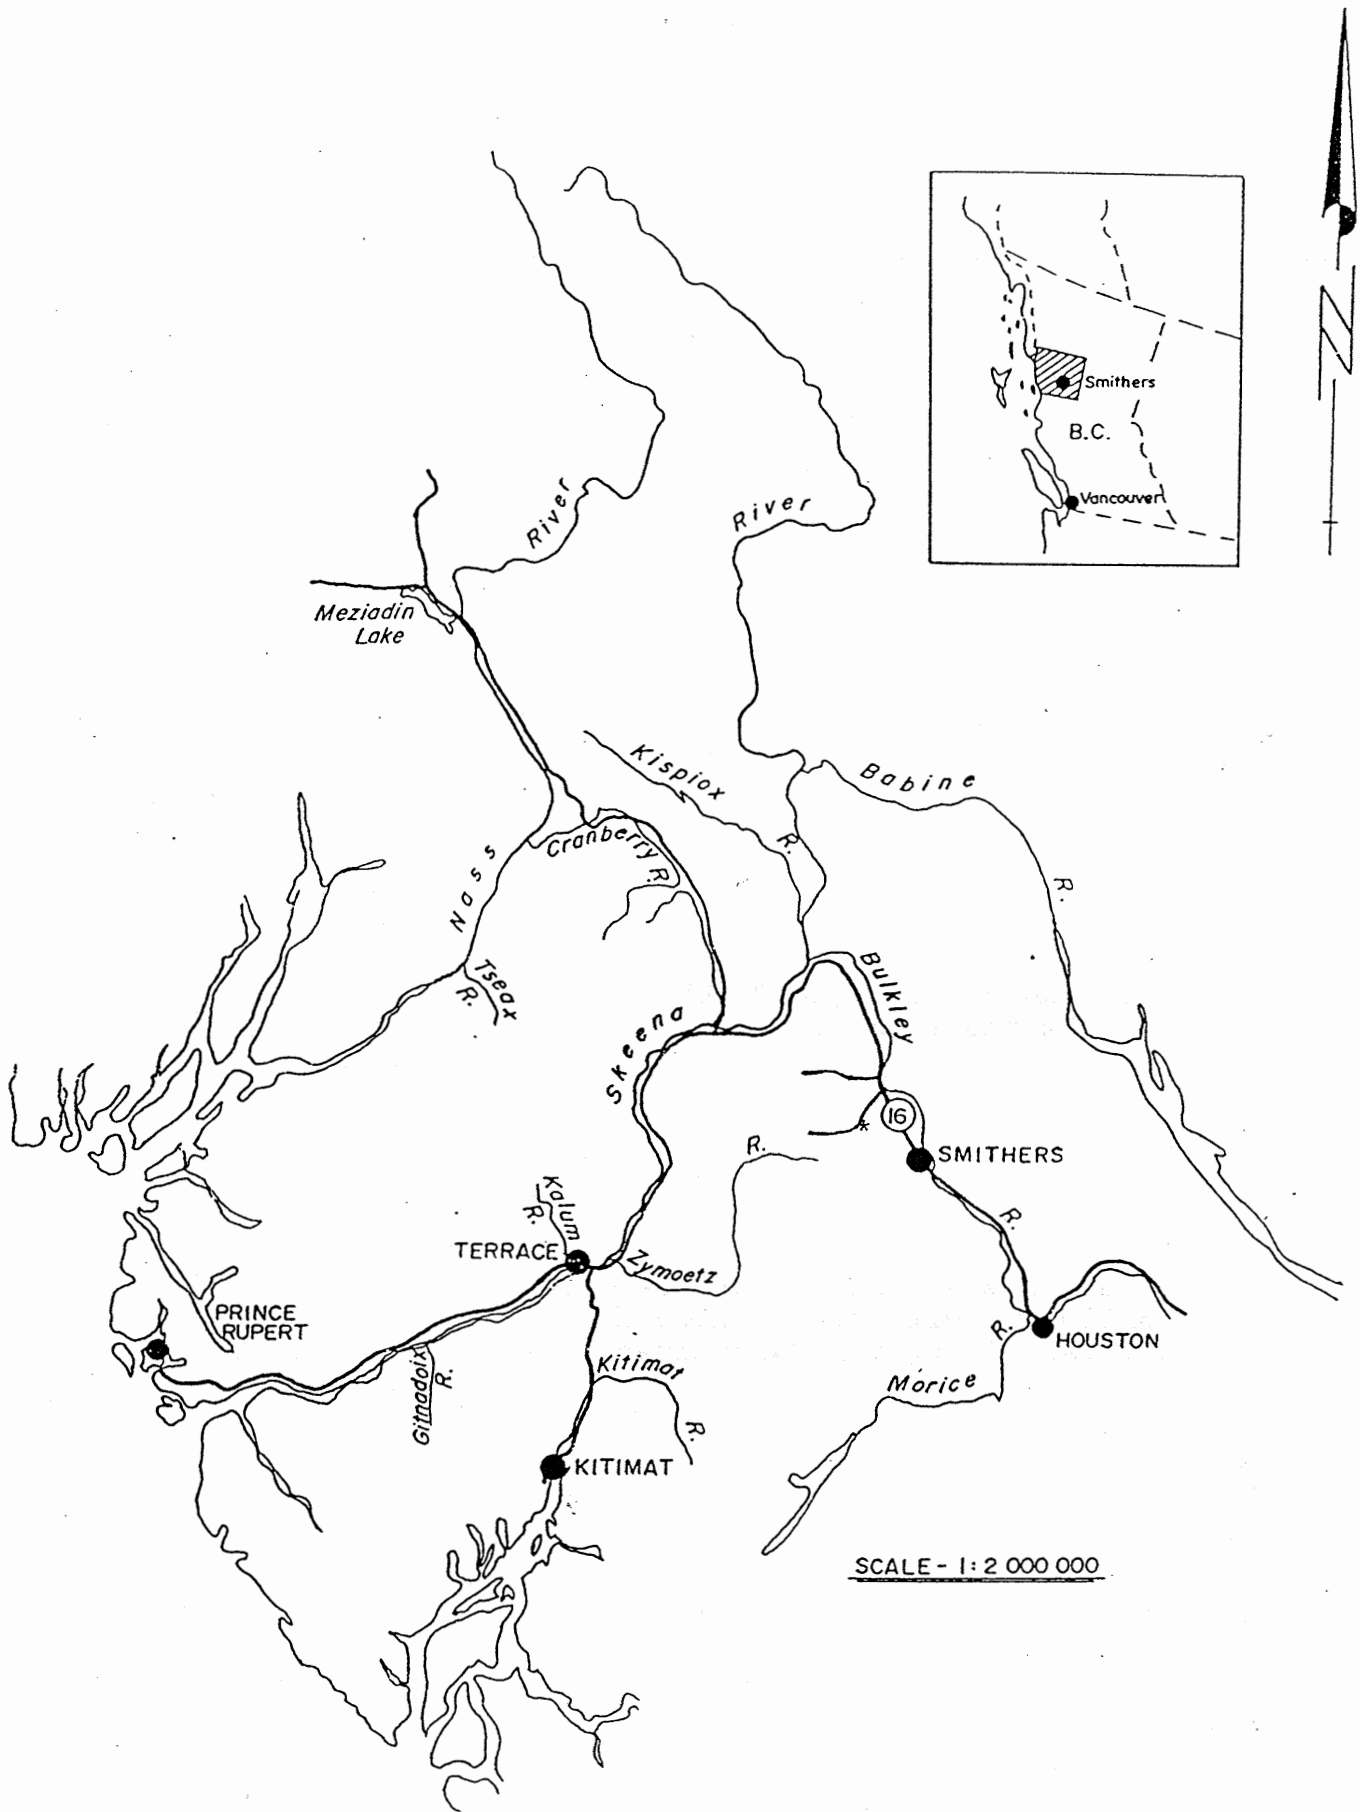 N
Smithers
B.C.
Vancouver
River
River
Meziadin
Lake
Kispiox
R.
Babine
R.
Cranberry R.
Nass
Tseax
R.
Bulkley
Skeena
16
*
SMITHERS
R.
R.
Kalum
R.
TERRACE
Zymoetz
PRINCE
RUPERT
R.
HOUSTON
Gitnadoix
R.
Kitimat
R.
Morice
KITIMAT
SCALE - 1:2 000 000